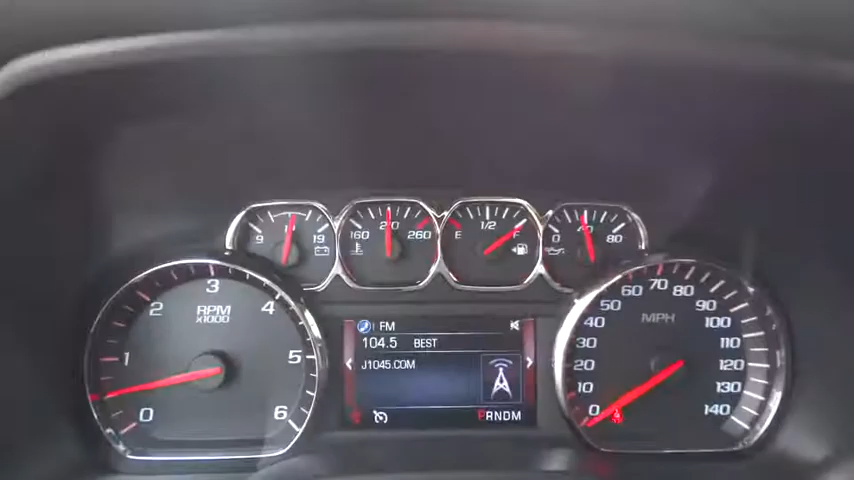 9 14 19
160 210 260
E 1/2 F
0 40 80
0 1 2 3 4 5 6
RPM
x1000
FM
104.5 BEST
J1045.COM
PRNDM
0 10 20 30 40 50 60 70 80 90 100 110 120 130 140
MPH